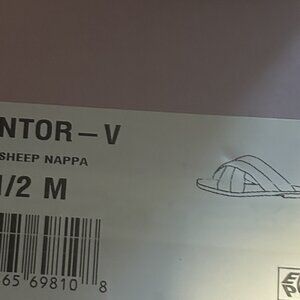 NTOR – V
SHEEP NAPPA
1/2 M
65 69810 8